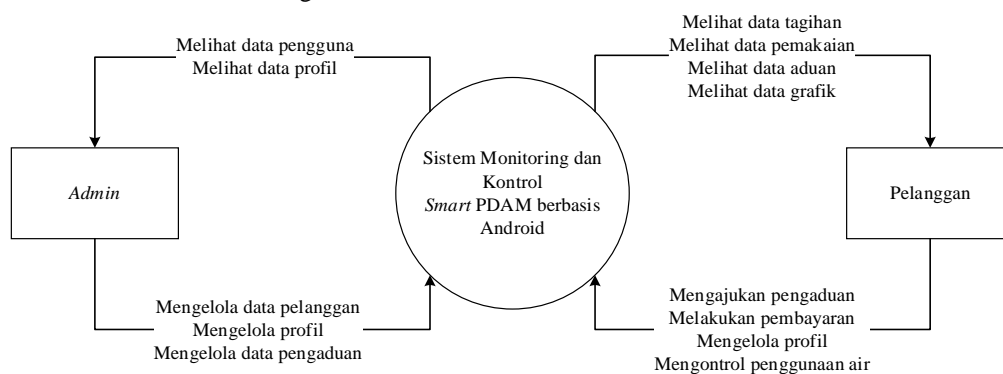 Melihat data pengguna
Melihat data profil
Melihat data tagihan
Melihat data pemakaian
Melihat data aduan
Melihat data grafik
Admin
Sistem Monitoring dan
Kontrol
Smart PDAM berbasis
Android
Pelanggan
Mengelola data pelanggan
Mengelola profil
Mengelola data pengaduan
Mengajukan pengaduan
Melakukan pembayaran
Mengelola profil
Mengontrol penggunaan air